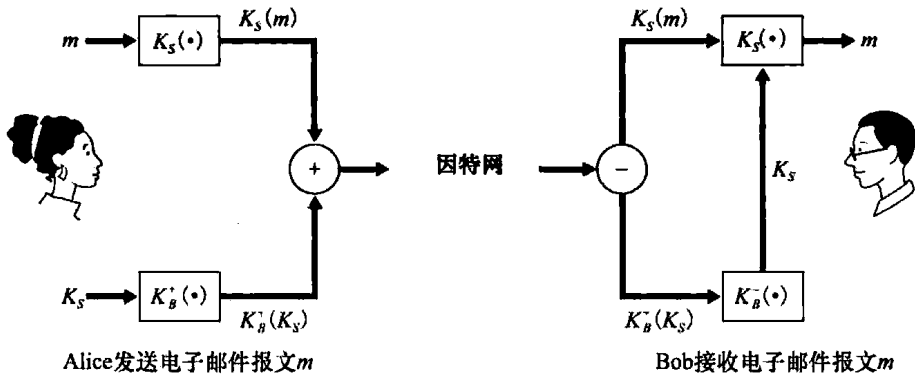 K_S(m)
m
K_S(•)
+
因特网
K_S
K_B^+(•)
K_B^+(K_S)
Alice发送电子邮件报文m
K_S(m)
K_S(•)
m
−
K_S
K_B^-(•)
K_B^+(K_S)
Bob接收电子邮件报文m